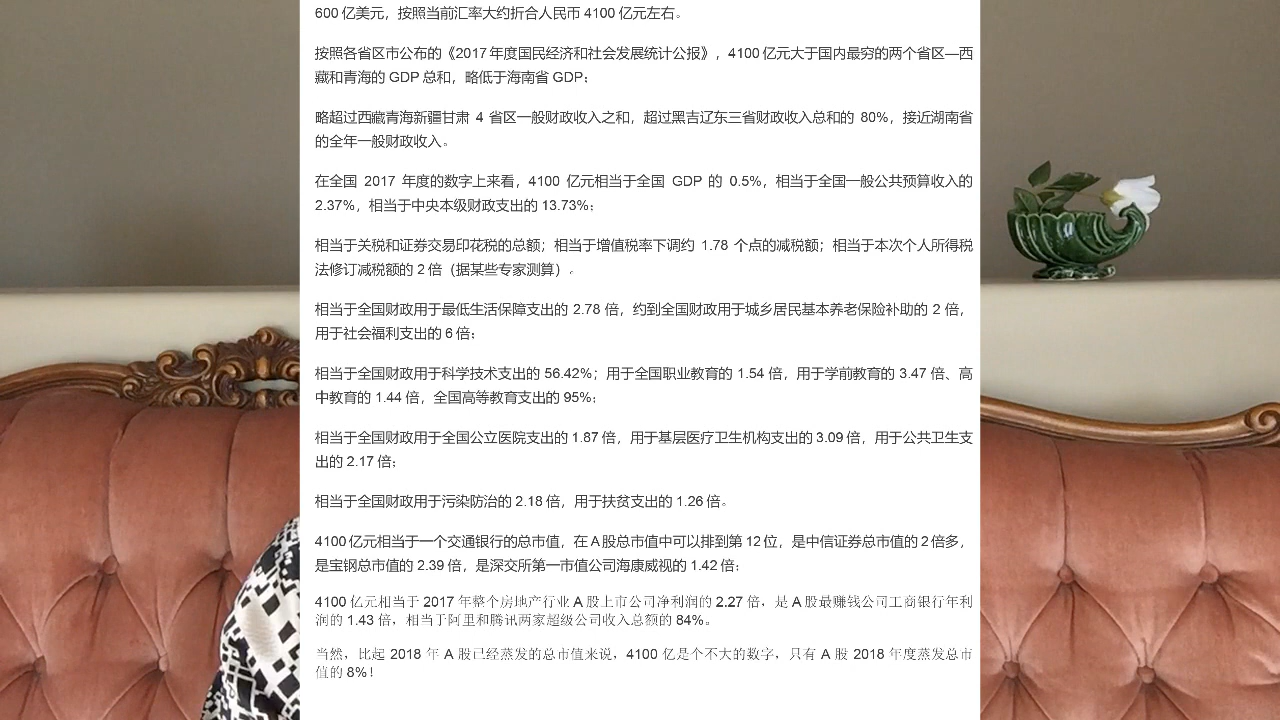 600 亿美元，按照当前汇率大约折合人民币 4100 亿元左右。
按照各省区市公布的《2017 年度国民经济和社会发展统计公报》，4100 亿元大于国内最穷的两个省区—西
藏和青海的 GDP 总和，略低于海南省 GDP；
略超过西藏青海新疆甘肃 4 省区一般财政收入之和，超过黑吉辽东三省财政收入总和的 80%，接近湖南省
的全年一般财政收入。
在全国 2017 年度的数字上来看，4100 亿元相当于全国 GDP 的 0.5%，相当于全国一般公共预算收入的
2.37%，相当于中央本级财政支出的 13.73%；
相当于关税和证券交易印花税的总额；相当于增值税率下调约 1.78 个点的减税额；相当于本次个人所得税
法修订减税额的 2 倍（据某些专家测算）。
相当于全国财政用于最低生活保障支出的 2.78 倍，约到全国财政用于城乡居民基本养老保险补助的 2 倍，
用于社会福利支出的 6 倍；
相当于全国财政用于科学技术支出的 56.42%；用于全国职业教育的 1.54 倍，用于学前教育的 3.47 倍、高
中教育的 1.44 倍，全国高等教育支出的 95%；
相当于全国财政用于全国公立医院支出的 1.87 倍，用于基层医疗卫生机构支出的 3.09 倍，用于公共卫生支
出的 2.17 倍；
相当于全国财政用于污染防治的 2.18 倍，用于扶贫支出的 1.26 倍。
4100 亿元相当于一个交通银行的总市值，在 A 股总市值中可以排到第 12 位，是中信证券总市值的 2 倍多，
是宝钢总市值的 2.39 倍，是深交所第一市值公司海康威视的 1.42 倍；
4100 亿元相当于 2017 年整个房地产行业 A 股上市公司净利润的 2.27 倍，是 A 股最赚钱公司工商银行年利
润的 1.43 倍，相当于阿里和腾讯两家超级公司收入总额的 84%。
当然，比起 2018 年 A 股已经蒸发的总市值来说，4100 亿是个不大的数字，只有 A 股 2018 年度蒸发总市
值的 8%！